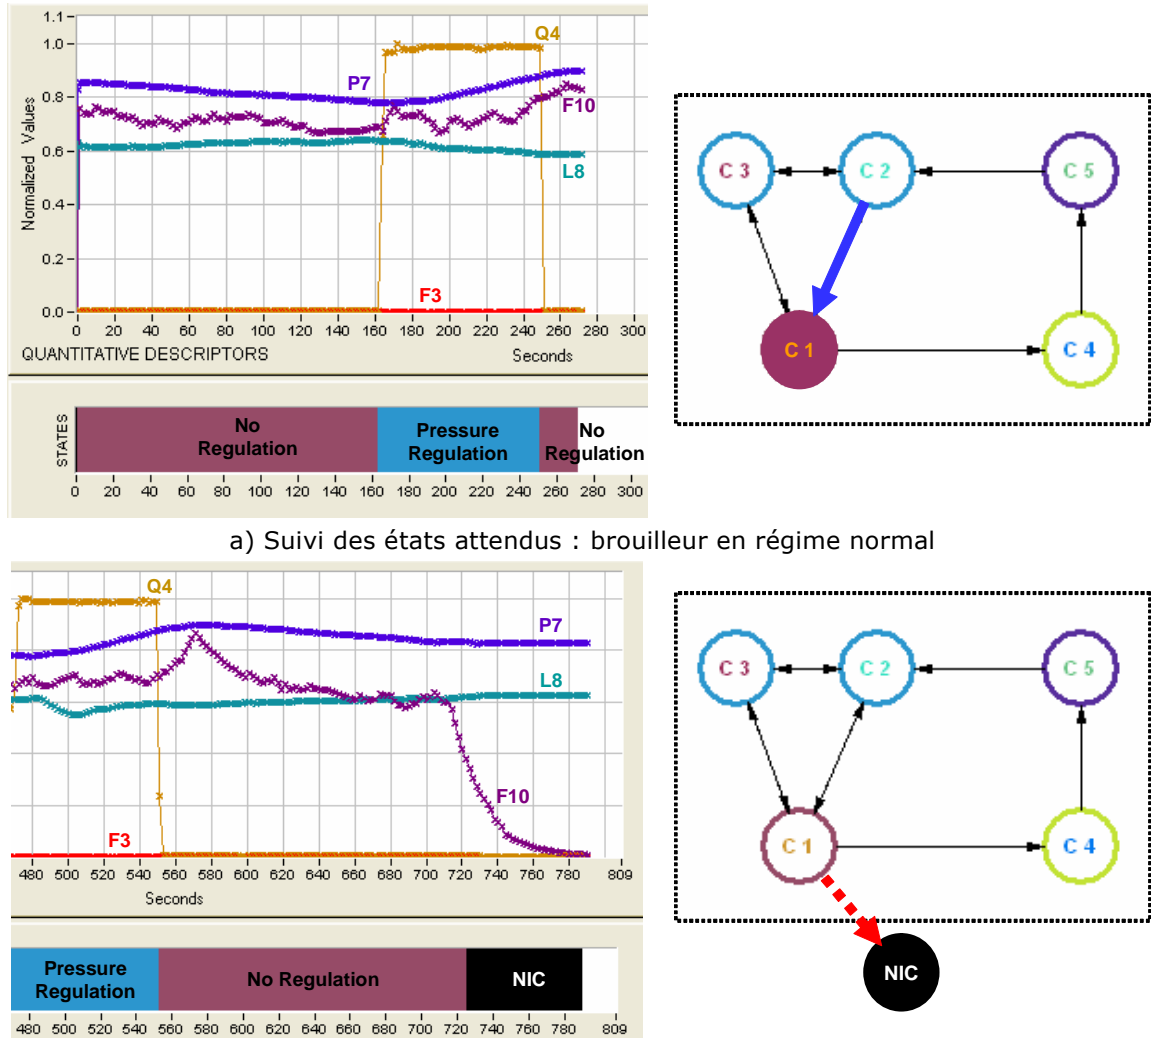 1.1
1.0
0.8
0.6
0.4
0.2
0.0
Normalized Values
Q4
P7
F10
L8
F3
0 20 40 60 80 100 120 140 160 180 200 220 240 260 280 300
QUANTITATIVE DESCRIPTORS Seconds
STATES
No Regulation
Pressure Regulation
No Regulation
0 20 40 60 80 100 120 140 160 180 200 220 240 260 280 300
C 3
C 2
C 5
C 1
C 4
a) Suivi des états attendus : brouilleur en régime normal
Q4
P7
L8
F10
F3
480 500 520 540 560 580 600 620 640 660 680 700 720 740 760 780 809
Seconds
Pressure Regulation
No Regulation
NIC
480 500 520 540 560 580 600 620 640 660 680 700 720 740 760 780 809
C 3
C 2
C 5
C 1
C 4
NIC